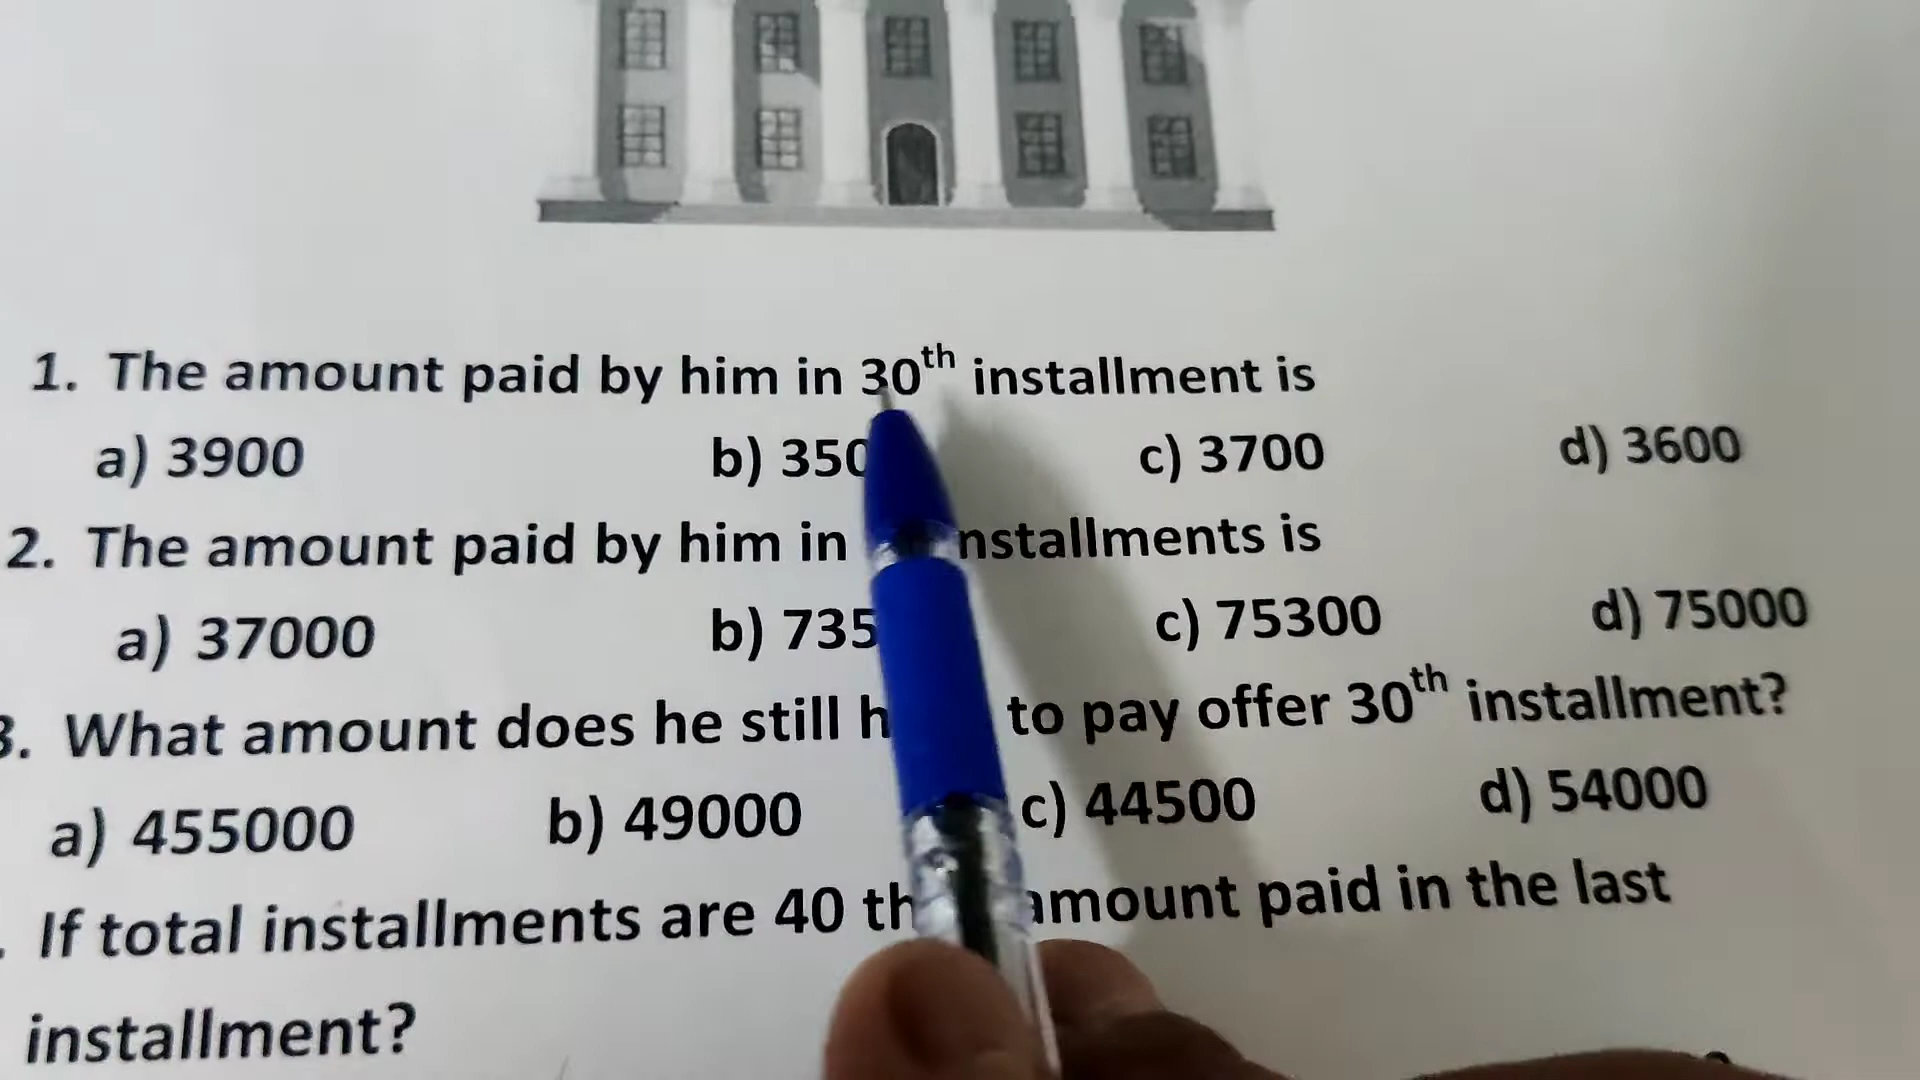 1. The amount paid by him in 30th installment is
a) 3900 b) 350 c) 3700 d) 3600
2. The amount paid by him in installments is
a) 37000 b) 735 c) 75300 d) 75000
3. What amount does he still to pay offer 30th installment?
a) 455000 b) 49000 c) 44500 d) 54000
. If total installments are 40 amount paid in the last
installment?